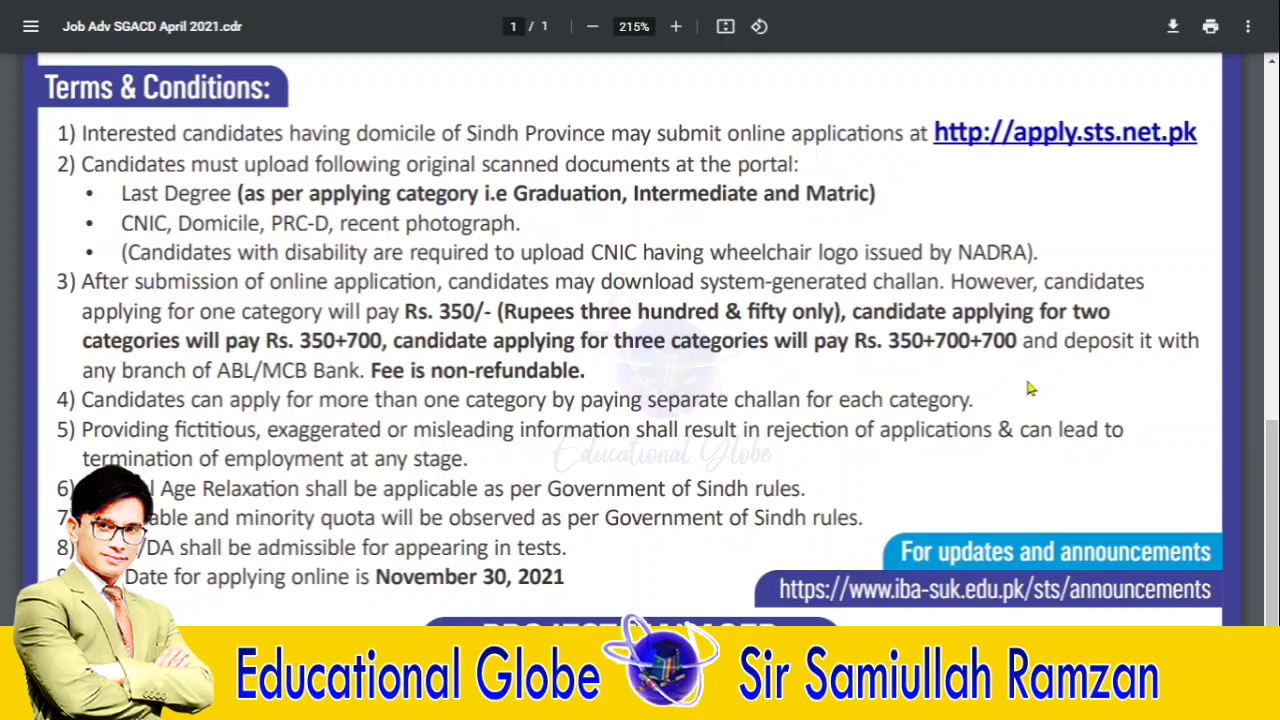 Job Adv SGACD April 2021.cdr
1 / 1
215%
Terms & Conditions:
1) Interested candidates having domicile of Sindh Province may submit online applications at http://apply.sts.net.pk
2) Candidates must upload following original scanned documents at the portal:
• Last Degree (as per applying category i.e Graduation, Intermediate and Matric)
• CNIC, Domicile, PRC-D, recent photograph.
• (Candidates with disability are required to upload CNIC having wheelchair logo issued by NADRA).
3) After submission of online application, candidates may download system-generated challan. However, candidates
applying for one category will pay Rs. 350/- (Rupees three hundred & fifty only), candidate applying for two
categories will pay Rs. 350+700, candidate applying for three categories will pay Rs. 350+700+700 and deposit it with
any branch of ABL/MCB Bank. Fee is non-refundable.
4) Candidates can apply for more than one category by paying separate challan for each category.
5) Providing fictitious, exaggerated or misleading information shall result in rejection of applications & can lead to
termination of employment at any stage.
Educational Globe
6) Age Relaxation shall be applicable as per Government of Sindh rules.
7) and minority quota will be observed as per Government of Sindh rules.
8) /DA shall be admissible for appearing in tests.
Date for applying online is November 30, 2021
For updates and announcements
https://www.iba-suk.edu.pk/sts/announcements
Educational Globe Sir Samiullah Ramzan